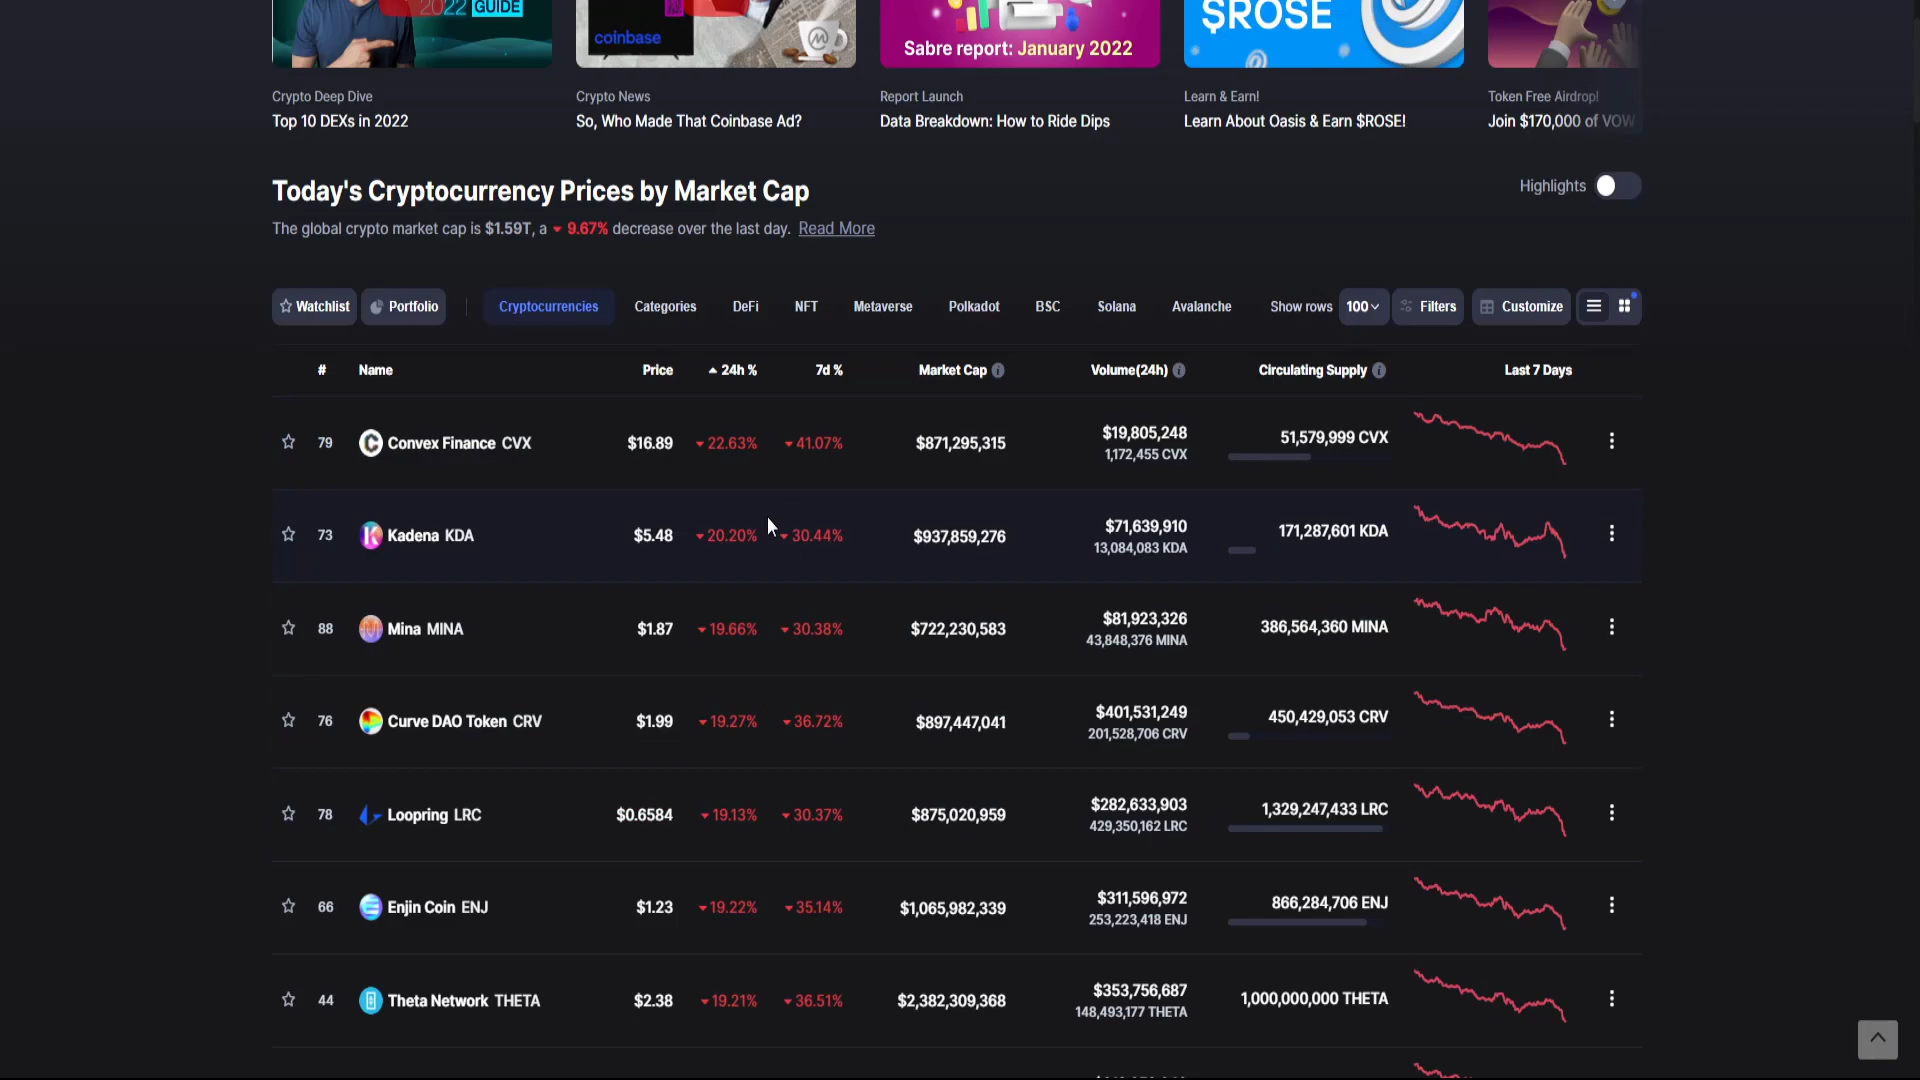 2022 GUIDE
coinbase
Sabre report: January 2022
$ROSE
Crypto Deep Dive
Top 10 DEXs in 2022
Crypto News
So, Who Made That Coinbase Ad?
Report Launch
Data Breakdown: How to Ride Dips
Learn & Earn!
Learn About Oasis & Earn $ROSE!
Token Free Airdrop!
Join $170,000 of VOW
Today's Cryptocurrency Prices by Market Cap
Highlights
The global crypto market cap is $1.59T, a 9.67% decrease over the last day. Read More
Watchlist Portfolio Cryptocurrencies Categories DeFi NFT Metaverse Polkadot BSC Solana Avalanche Show rows 100 Filters Customize
# Name Price 24h % 7d % Market Cap Volume(24h) Circulating Supply Last 7 Days
79 Convex Finance CVX $16.89 22.63% 41.07% $871,295,315 $19,805,248 51,579,999 CVX
1,172,455 CVX
73 Kadena KDA $5.48 20.20% 30.44% $937,859,276 $71,639,910 171,287,601 KDA
13,084,083 KDA
88 Mina MINA $1.87 19.66% 30.38% $722,230,583 $81,923,326 386,564,360 MINA
43,848,376 MINA
76 Curve DAO Token CRV $1.99 19.27% 36.72% $897,447,041 $401,531,249 450,429,053 CRV
201,528,706 CRV
78 Loopring LRC $0.6584 19.13% 30.37% $875,020,959 $282,633,903 1,329,247,433 LRC
429,350,162 LRC
66 Enjin Coin ENJ $1.23 19.22% 35.14% $1,065,982,339 $311,596,972 866,284,706 ENJ
253,223,418 ENJ
44 Theta Network THETA $2.38 19.21% 36.51% $2,382,309,368 $353,756,687 1,000,000,000 THETA
148,493,177 THETA